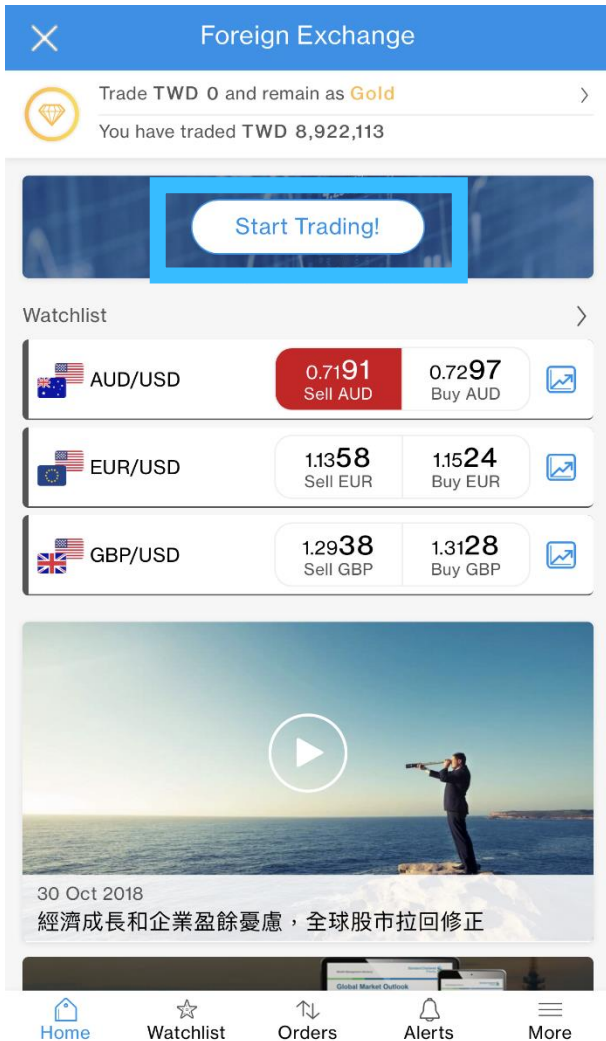 Foreign Exchange
Trade TWD 0 and remain as Gold
You have traded TWD 8,922,113
Start Trading!
Watchlist
AUD/USD
0.7191
Sell AUD
0.7297
Buy AUD
EUR/USD
1.1358
Sell EUR
1.1524
Buy EUR
GBP/USD
1.2938
Sell GBP
1.3128
Buy GBP
30 Oct 2018
經濟成長和企業盈餘憂慮，全球股市拉回修正
Global Market Outlook
Home
Watchlist
Orders
Alerts
More